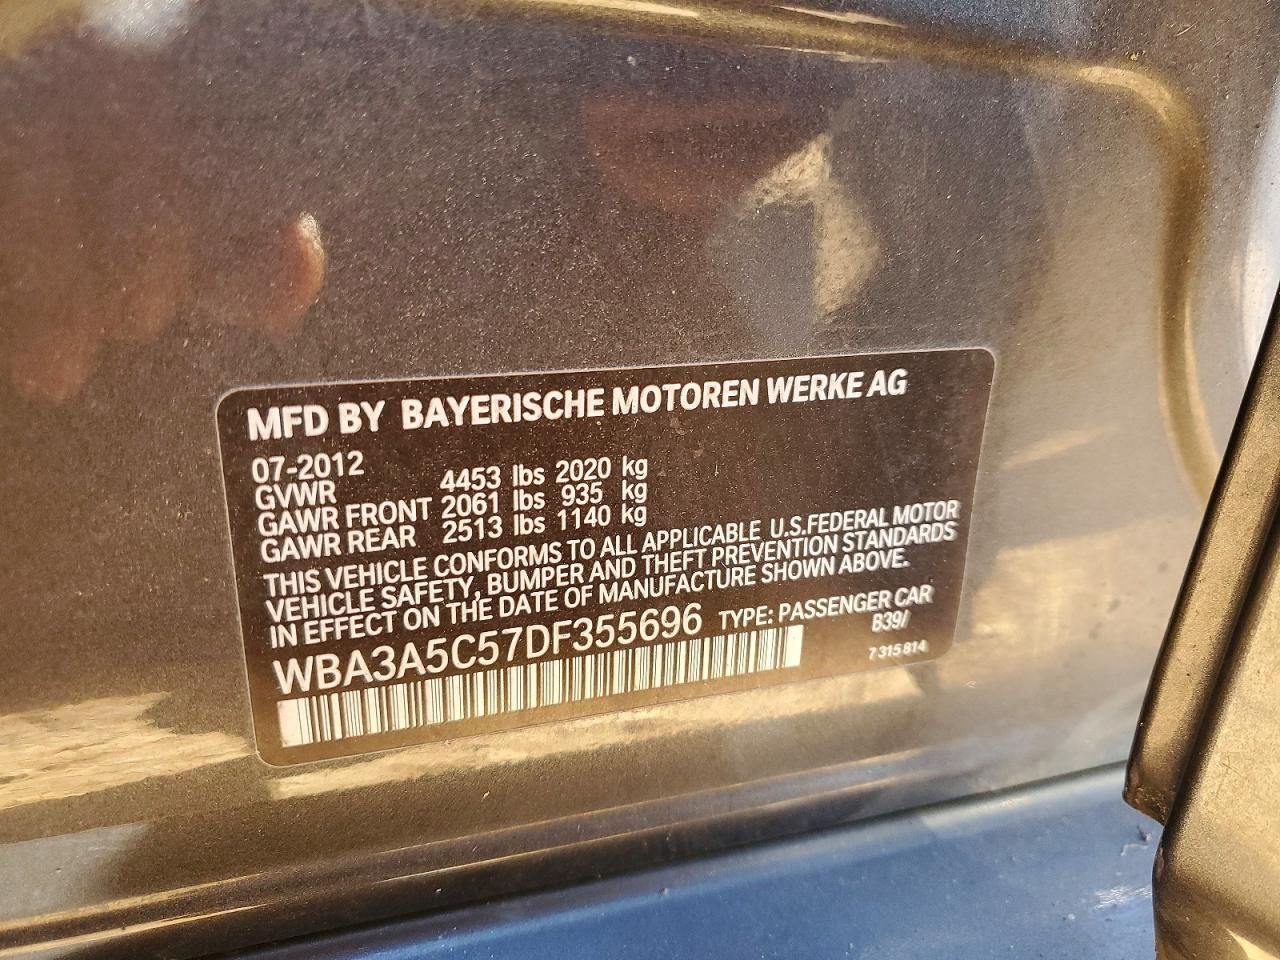 MFD BY BAYERISCHE MOTOREN WERKE AG
07-2012
GVWR 4453 lbs 2020 kg
GAWR FRONT 2061 lbs 935 kg
GAWR REAR 2513 lbs 1140 kg
THIS VEHICLE CONFORMS TO ALL APPLICABLE U.S.FEDERAL MOTOR
VEHICLE SAFETY, BUMPER AND THEFT PREVENTION STANDARDS
IN EFFECT ON THE DATE OF MANUFACTURE SHOWN ABOVE.
WBA3A5C57DF355696 TYPE: PASSENGER CAR
B39/
7 315 814